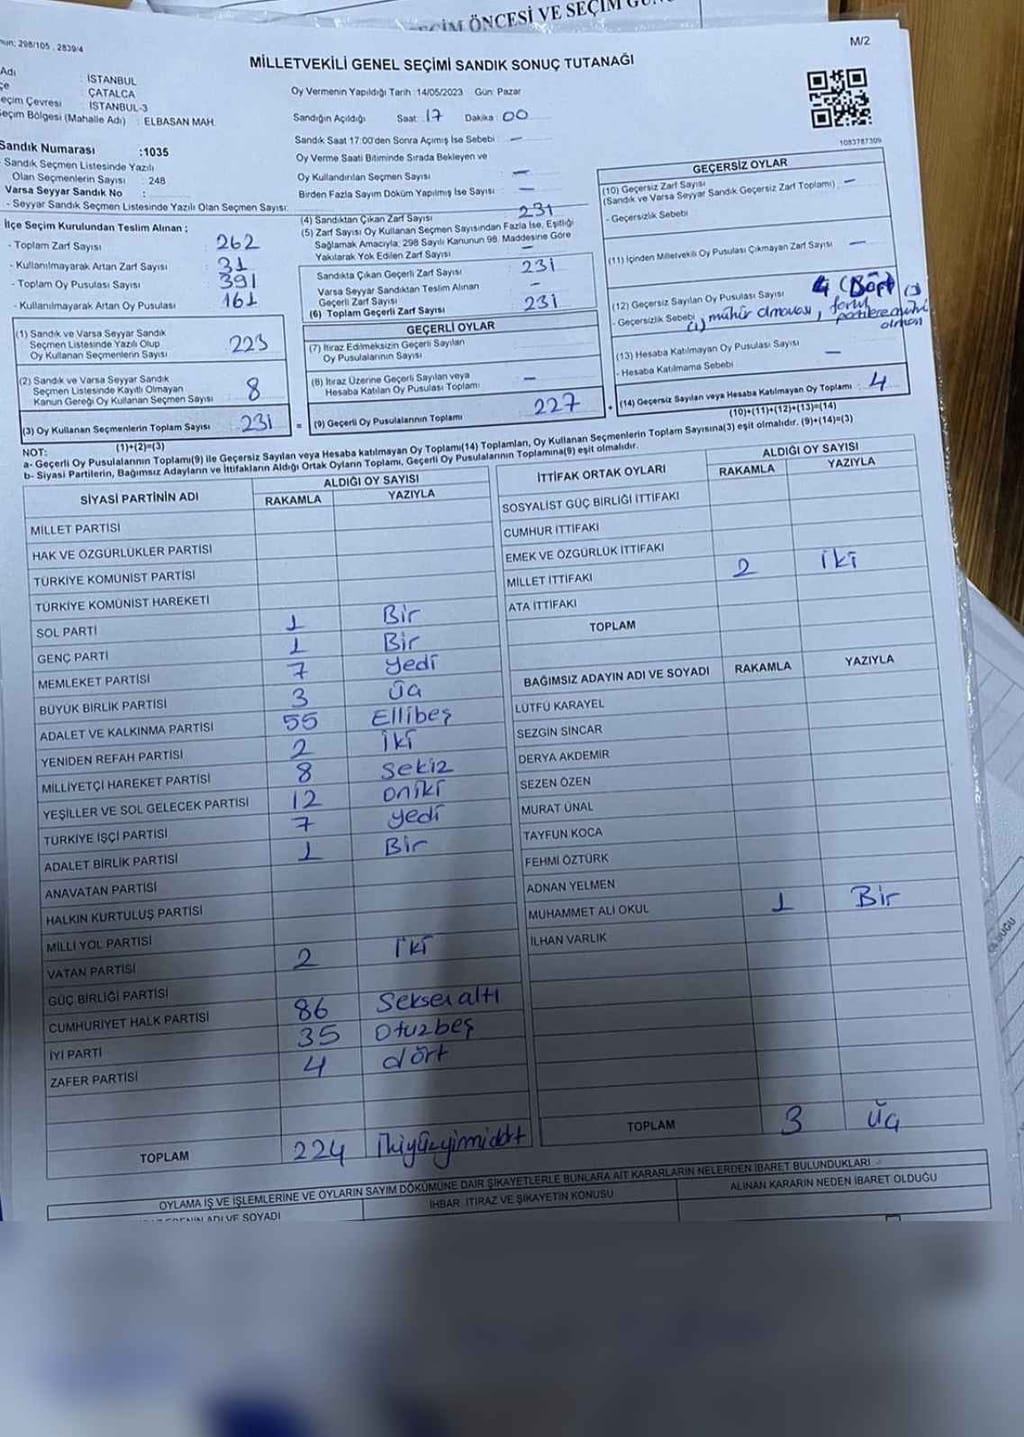 SEÇİM ÖNCESİ VE SEÇİM
298/105 , 2839/4
M/2
MİLLETVEKİLİ GENEL SEÇİMİ SANDIK SONUÇ TUTANAĞI
Adı : İSTANBUL
çe : ÇATALCA
eçim Çevresi : İSTANBUL-3
eçim Bölgesi (Mahalle Adı) : ELBASAN MAH.
Sandık Numarası :1035
- Sandık Seçmen Listesinde Yazılı
Olan Seçmenlerin Sayısı : 248
Varsa Seyyar Sandık No :
- Seyyar Sandık Seçmen Listesinde Yazılı Olan Seçmen Sayısı:
Oy Vermenin Yapıldığı Tarih :14/05/2023 Gün: Pazar
Sandığın Açıldığı Saat : 17 Dakika : 00
Sandık Saat 17:00'den Sonra Açılmış İse Sebebi : -
Oy Verme Saati Bitiminde Sırada Bekleyen ve
Oy Kullandırılan Seçmen Sayısı : -
Birden Fazla Sayım Döküm Yapılmış İse Sayısı : -
1083787309
İlçe Seçim Kurulundan Teslim Alınan ;
- Toplam Zarf Sayısı : 262
- Kullanılmayarak Artan Zarf Sayısı : 31
- Toplam Oy Pusulası Sayısı : 391
- Kullanılmayarak Artan Oy Pusulası : 161
(1) Sandık ve Varsa Seyyar Sandık
Seçmen Listesinde Yazılı Olup
Oy Kullanan Seçmenlerin Sayısı : 223
(2) Sandık ve Varsa Seyyar Sandık
Seçmen Listesinde Kayıtlı Olmayan
Kanun Gereği Oy Kullanan Seçmen Sayısı : 8
(3) Oy Kullanan Seçmenlerin Toplam Sayısı : 231
(1)+(2)=(3)
(4) Sandıktan Çıkan Zarf Sayısı : 231
(5) Zarf Sayısı Oy Kullanan Seçmen Sayısından Fazla İse, Eşitliği
Sağlamak Amacıyla; 298 Sayılı Kanunun 98. Maddesine Göre
Yakılarak Yok Edilen Zarf Sayısı : -
Sandıkta Çıkan Geçerli Zarf Sayısı : 231
Varsa Seyyar Sandıktan Teslim Alınan
Geçerli Zarf Sayısı : -
(6) Toplam Geçerli Zarf Sayısı : 231
GEÇERLİ OYLAR
(7) İtiraz Edilmeksizin Geçerli Sayılan
Oy Pusulalarının Sayısı
(8) İtiraz Üzerine Geçerli Sayılan veya
Hesaba Katılan Oy Pusulası Toplamı : -
= (9) Geçerli Oy Pusulalarının Toplamı : 227 +
GEÇERSİZ OYLAR
(10) Geçersiz Zarf Sayısı : -
(Sandık ve Varsa Seyyar Sandık Geçersiz Zarf Toplamı)
- Geçersizlik Sebebi
(11) İçinden Milletvekili Oy Pusulası Çıkmayan Zarf Sayısı : -
(12) Geçersiz Sayılan Oy Pusulası Sayısı : 4 (Dört)
- Geçersizlik Sebebi : mühür olmaması,
(13) Hesaba Katılmayan Oy Pusulası Sayısı : -
- Hesaba Katılmama Sebebi
(14) Geçersiz Sayılan veya Hesaba Katılmayan Oy Toplamı : 4
(10)+(11)+(12)+(13)=(14)
NOT:
a- Geçerli Oy Pusulalarının Toplamı(9) ile Geçersiz Sayılan veya Hesaba katılmayan Oy Toplamı(14) Toplamları, Oy Kullanan Seçmenlerin Toplam Sayısına(3) eşit olmalıdır. (9)+(14)=(3)
b- Siyasi Partilerin, Bağımsız Adayların ve İttifakların Aldığı Ortak Oyların Toplamı, Geçerli Oy Pusulalarının Toplamına(9) eşit olmalıdır.
SİYASİ PARTİNİN ADI ALDIĞI OY SAYISI
RAKAMLA YAZIYLA
MİLLET PARTİSİ
HAK VE ÖZGÜRLÜKLER PARTİSİ
TÜRKİYE KOMÜNİST PARTİSİ
TÜRKİYE KOMÜNİST HAREKETİ
SOL PARTİ 1 Bir
GENÇ PARTİ 1 Bir
MEMLEKET PARTİSİ 7 yedi
BÜYÜK BİRLİK PARTİSİ 3 üç
ADALET VE KALKINMA PARTİSİ 55 Ellibeş
YENİDEN REFAH PARTİSİ 2 iki
MİLLİYETÇİ HAREKET PARTİSİ 8 sekiz
YEŞİLLER VE SOL GELECEK PARTİSİ 12 oniki
TÜRKİYE İŞÇİ PARTİSİ 7 yedi
ADALET BİRLİK PARTİSİ 1 Bir
ANAVATAN PARTİSİ
HALKIN KURTULUŞ PARTİSİ
MİLLİ YOL PARTİSİ
VATAN PARTİSİ 2 iki
GÜÇ BİRLİĞİ PARTİSİ
CUMHURİYET HALK PARTİSİ 86 Seksenaltı
İYİ PARTİ 35 Otuzbeş
ZAFER PARTİSİ 4 dört
TOPLAM 224 ikiyüzyirmidört
İTTİFAK ORTAK OYLARI ALDIĞI OY SAYISI
RAKAMLA YAZIYLA
SOSYALİST GÜÇ BİRLİĞİ İTTİFAKI
CUMHUR İTTİFAKI
EMEK VE ÖZGÜRLÜK İTTİFAKI
MİLLET İTTİFAKI 2 iki
ATA İTTİFAKI
TOPLAM
BAĞIMSIZ ADAYIN ADI VE SOYADI RAKAMLA YAZIYLA
LÜTFÜ KARAYEL
SEZGİN SİNCAR
DERYA AKDEMİR
SEZEN ÖZEN
MURAT ÜNAL
TAYFUN KOCA
FEHMİ ÖZTÜRK
ADNAN YELMEN
MUHAMMET ALİ OKUL 1 Bir
İLHAN VARLIK
TOPLAM 3 üç
OYLAMA İŞ VE İŞLEMLERİNE VE OYLARIN SAYIM DÖKÜMÜNE DAİR ŞİKAYETLERLE BUNLARA AİT KARARLARIN NELERDEN İBARET BULUNDUKLARI
ADI VE SOYADI
İHBAR, İTİRAZ VE ŞİKAYETİN KONUSU
ALINAN KARARIN NEDEN İBARET OLDUĞU